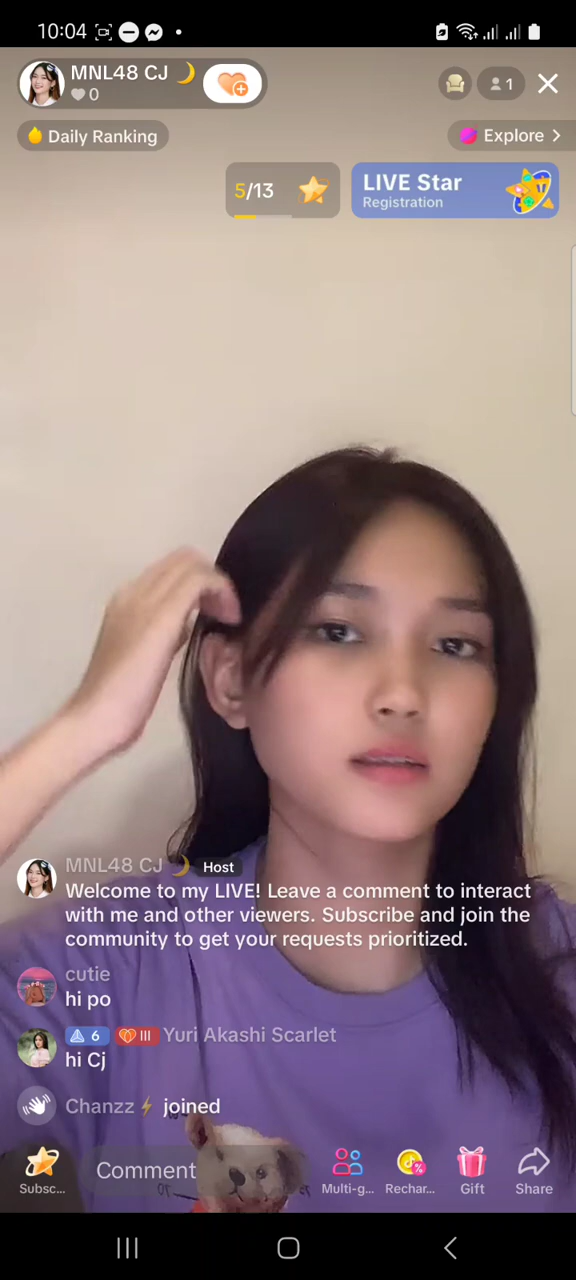 10:04
MNL48 CJ 🌙
0
1
Daily Ranking
Explore >
5/13
LIVE Star
Registration
MNL48 CJ 🌙 Host
Welcome to my LIVE! Leave a comment to interact
with me and other viewers. Subscribe and join the
community to get your requests prioritized.
cutie
hi po
6 III Yuri Akashi Scarlet
hi Cj
Chanzz⚡ joined
Comment
Subsc...
Multi-g...
Rechar...
Gift
Share